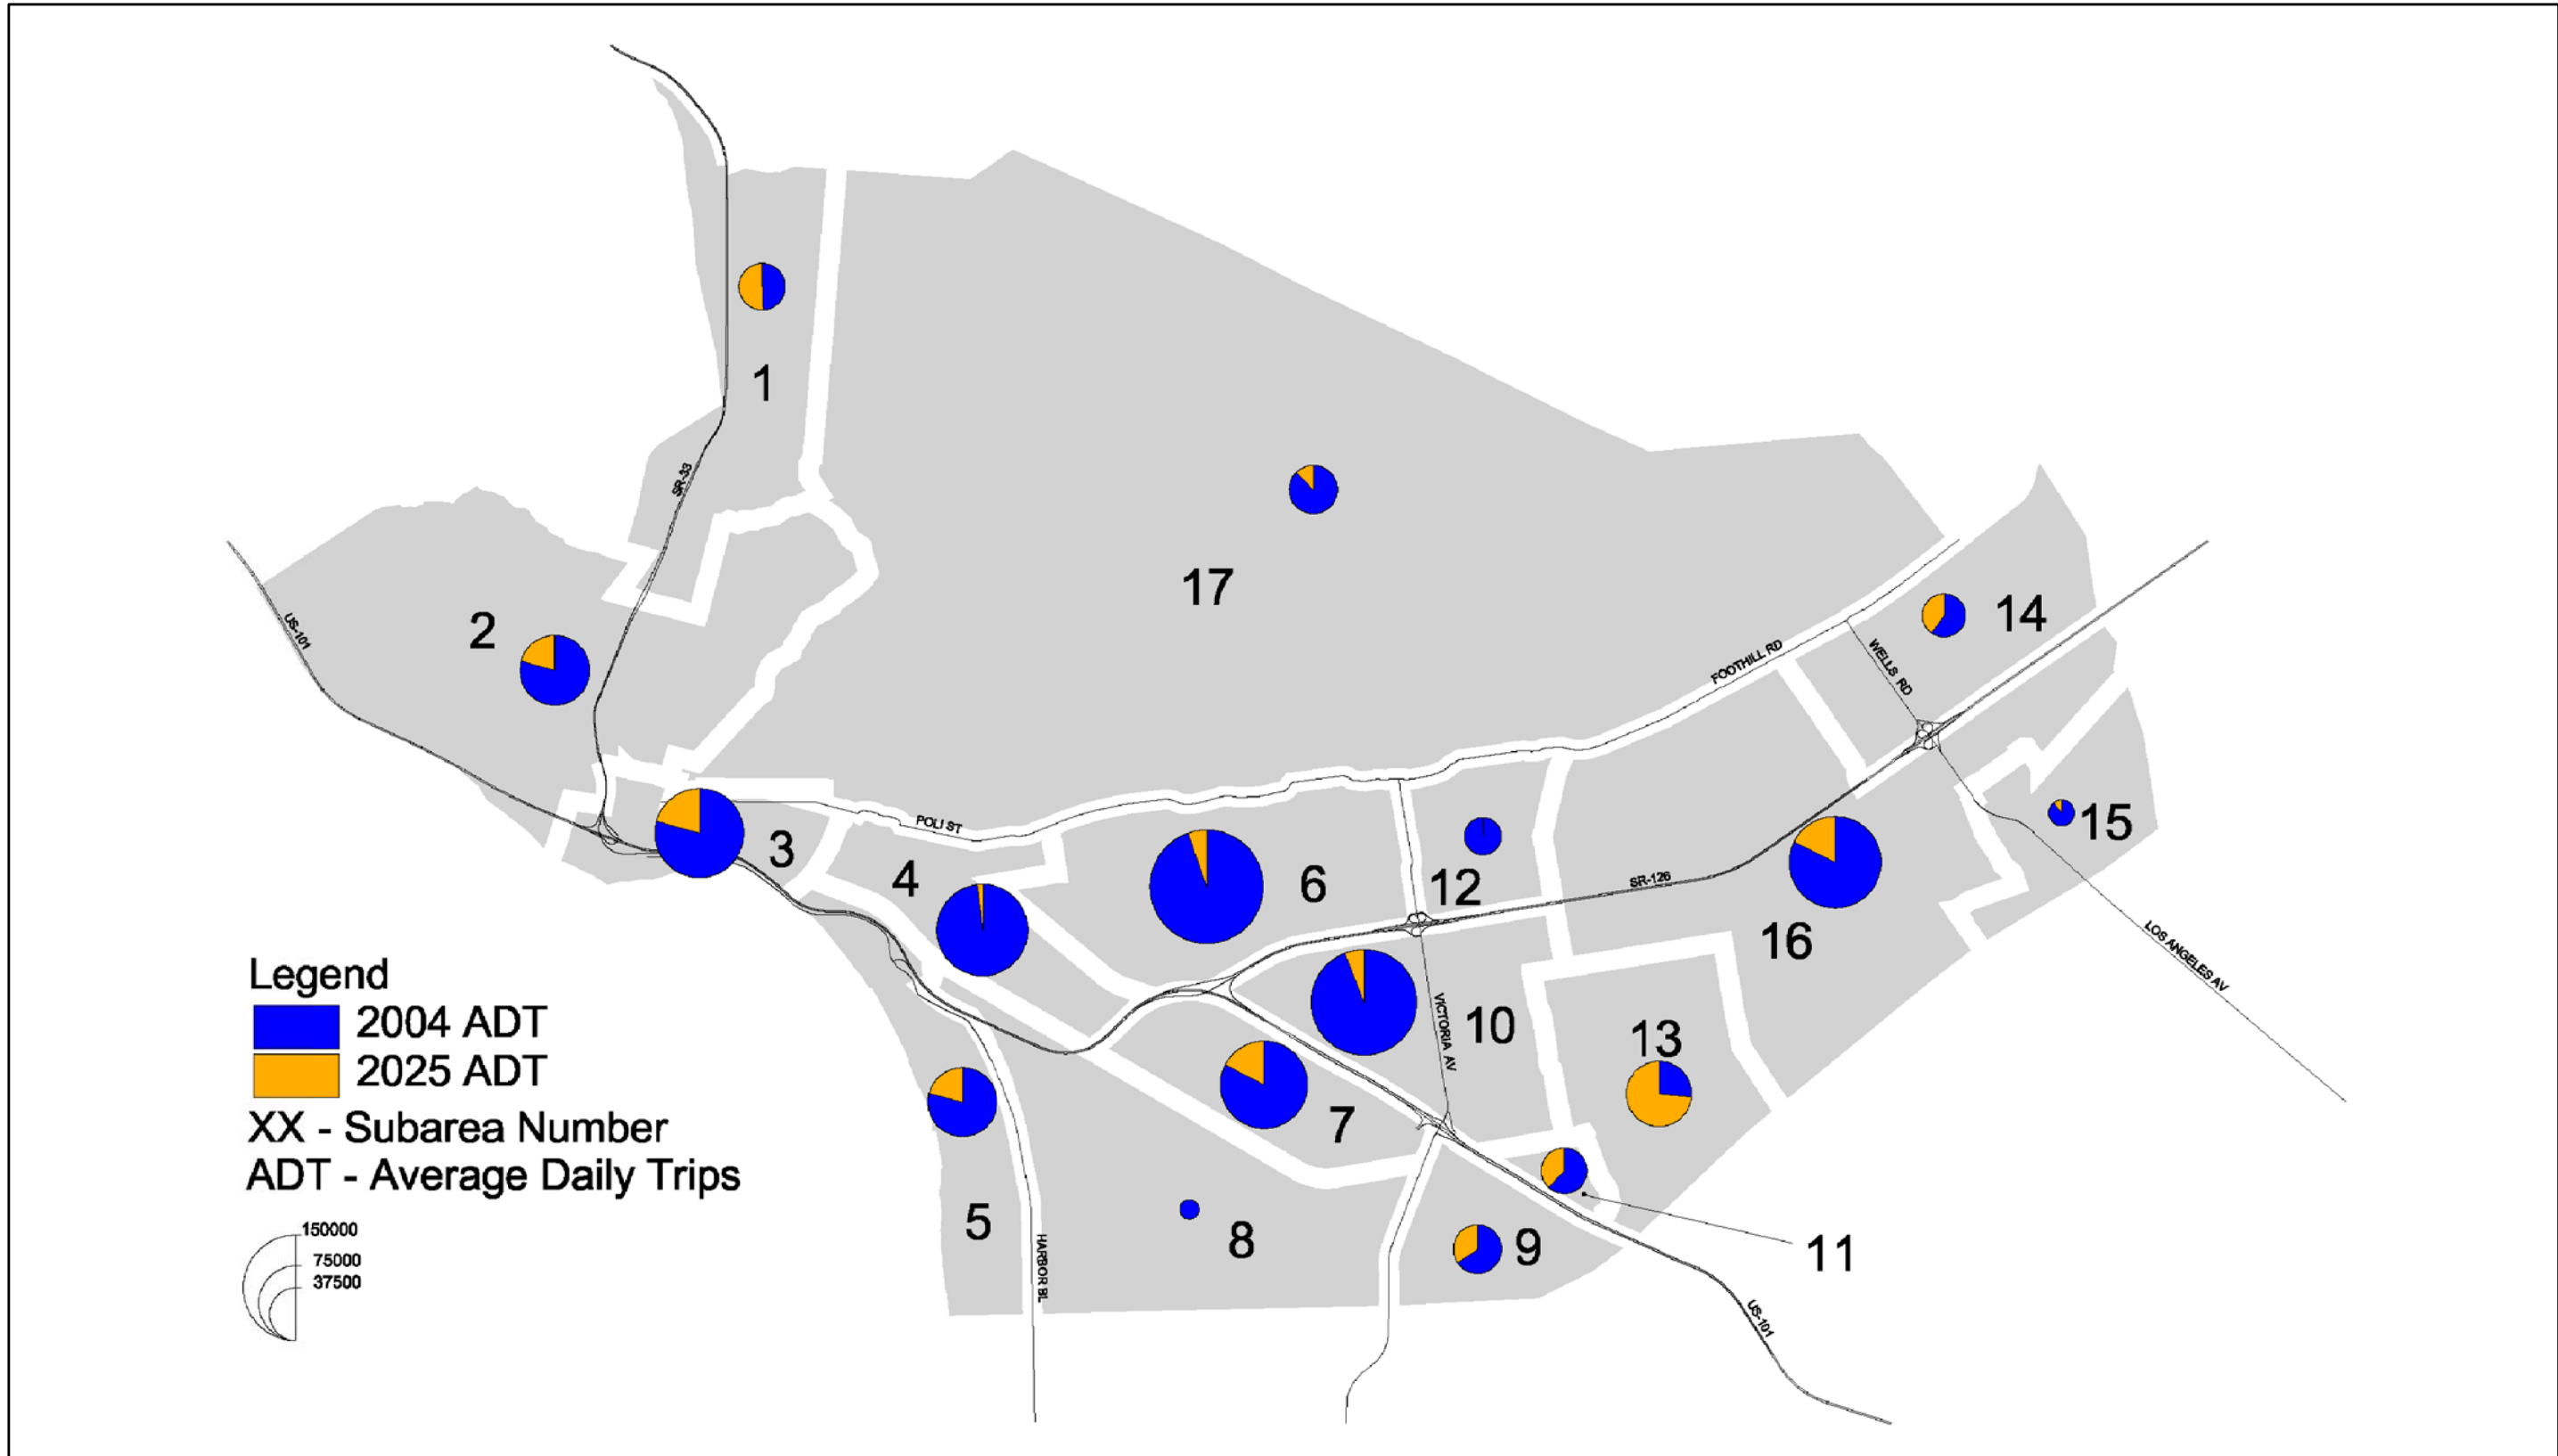 1
SR-33
17
2
US-101
14
FOOTHILL RD
WELLS RD
POLI ST
3
4
6
12
SR-126
15
16
LOS ANGELES AV
10
VICTORIA AV
13
7
5
8
9
11
HARBOR BL
US-101
Legend
2004 ADT
2025 ADT
XX - Subarea Number
ADT - Average Daily Trips
150000
75000
37500